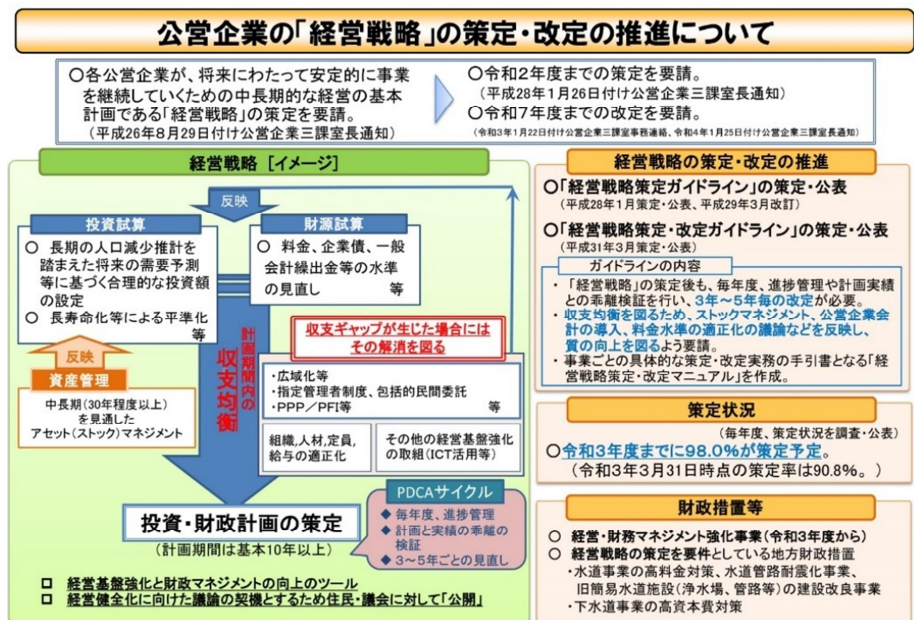 公営企業の「経営戦略」の策定・改定の推進について
〇各公営企業が、将来にわたって安定的に事業
を継続していくための中長期的な経営の基本
計画である「経営戦略」の策定を要請。
（平成26年8月29日付け公営企業三課室長通知）
〇令和2年度までの策定を要請。
（平成28年1月26日付け公営企業三課室長通知）
〇令和7年度までの改定を要請。
（令和3年1月22日付け公営企業三課室事務連絡、令和4年1月25日付け公営企業三課室長通知）
経営戦略 [イメージ]
反映
投資試算
〇 長期の人口減少推計を
踏まえた将来の需要予測
等に基づく合理的な投資額
の設定
〇 長寿命化等による平準化
等
財源試算
〇 料金、企業債、一般
会計繰出金等の水準
の見直し 等
反映
資産管理
中長期（30年程度以上）
を見通した
アセット（ストック）マネジメント
計画期間内の
収支均衡
収支ギャップが生じた場合には
その解消を図る
・広域化等
・指定管理者制度、包括的民間委託
・PPP／PFI等 等
組織,人材,定員,
給与の適正化
その他の経営基盤強化
の取組（ICT活用等）
投資・財政計画の策定
（計画期間は基本10年以上）
PDCAサイクル
◆ 毎年度、進捗管理
◆ 計画と実績の乖離の
検証
◆ 3～5年ごとの見直し
□ 経営基盤強化と財政マネジメントの向上のツール
□ 経営健全化に向けた議論の契機とするため住民・議会に対して「公開」
経営戦略の策定・改定の推進
〇「経営戦略策定ガイドライン」の策定・公表
（平成28年1月策定・公表、平成29年3月改訂）
〇「経営戦略策定・改定ガイドライン」の策定・公表
（平成31年3月策定・公表）
ガイドラインの内容
・ 「経営戦略」の策定後も、毎年度、進捗管理や計画実績
との乖離検証を行い、3年～5年毎の改定が必要。
・ 収支均衡を図るため、ストックマネジメント、公営企業会
計の導入、料金水準の適正化の議論などを反映し、
質の向上を図るよう要請。
・ 事業ごとの具体的な策定・改定実務の手引書となる「経
営戦略策定・改定マニュアル」を作成。
策定状況
（毎年度、策定状況を調査・公表）
〇令和3年度までに98.0％が策定予定。
（令和3年3月31日時点の策定率は90.8％。）
財政措置等
〇 経営・財務マネジメント強化事業（令和3年度から）
〇 経営戦略の策定を要件としている地方財政措置
・水道事業の高料金対策、水道管路耐震化事業、
旧簡易水道施設（浄水場、管路等）の建設改良事業
・下水道事業の高資本費対策